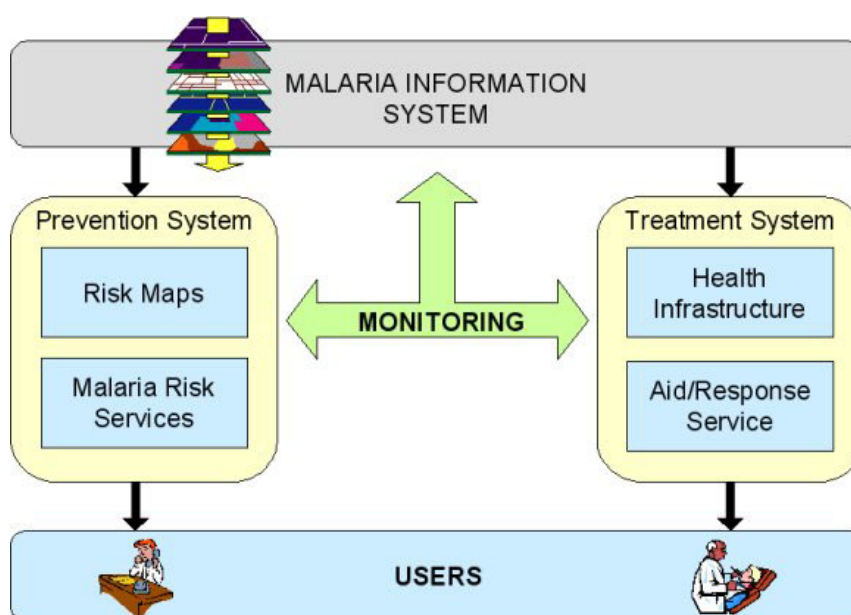 MALARIA INFORMATION
SYSTEM
Prevention System
Risk Maps
Malaria Risk
Services
MONITORING
Treatment System
Health
Infrastructure
Aid/Response
Service
USERS